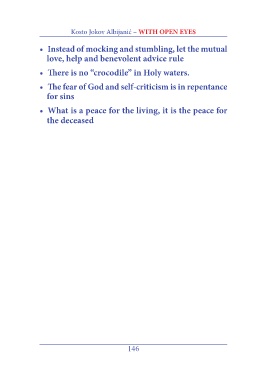 Kosto Jokov Albijanić – WITH OPEN EYES
• Instead of mocking and stumbling, let the mutual
love, help and benevolent advice rule
• There is no “crocodile” in Holy waters.
• The fear of God and self-criticism is in repentance
for sins
• What is a peace for the living, it is the peace for
the deceased
146